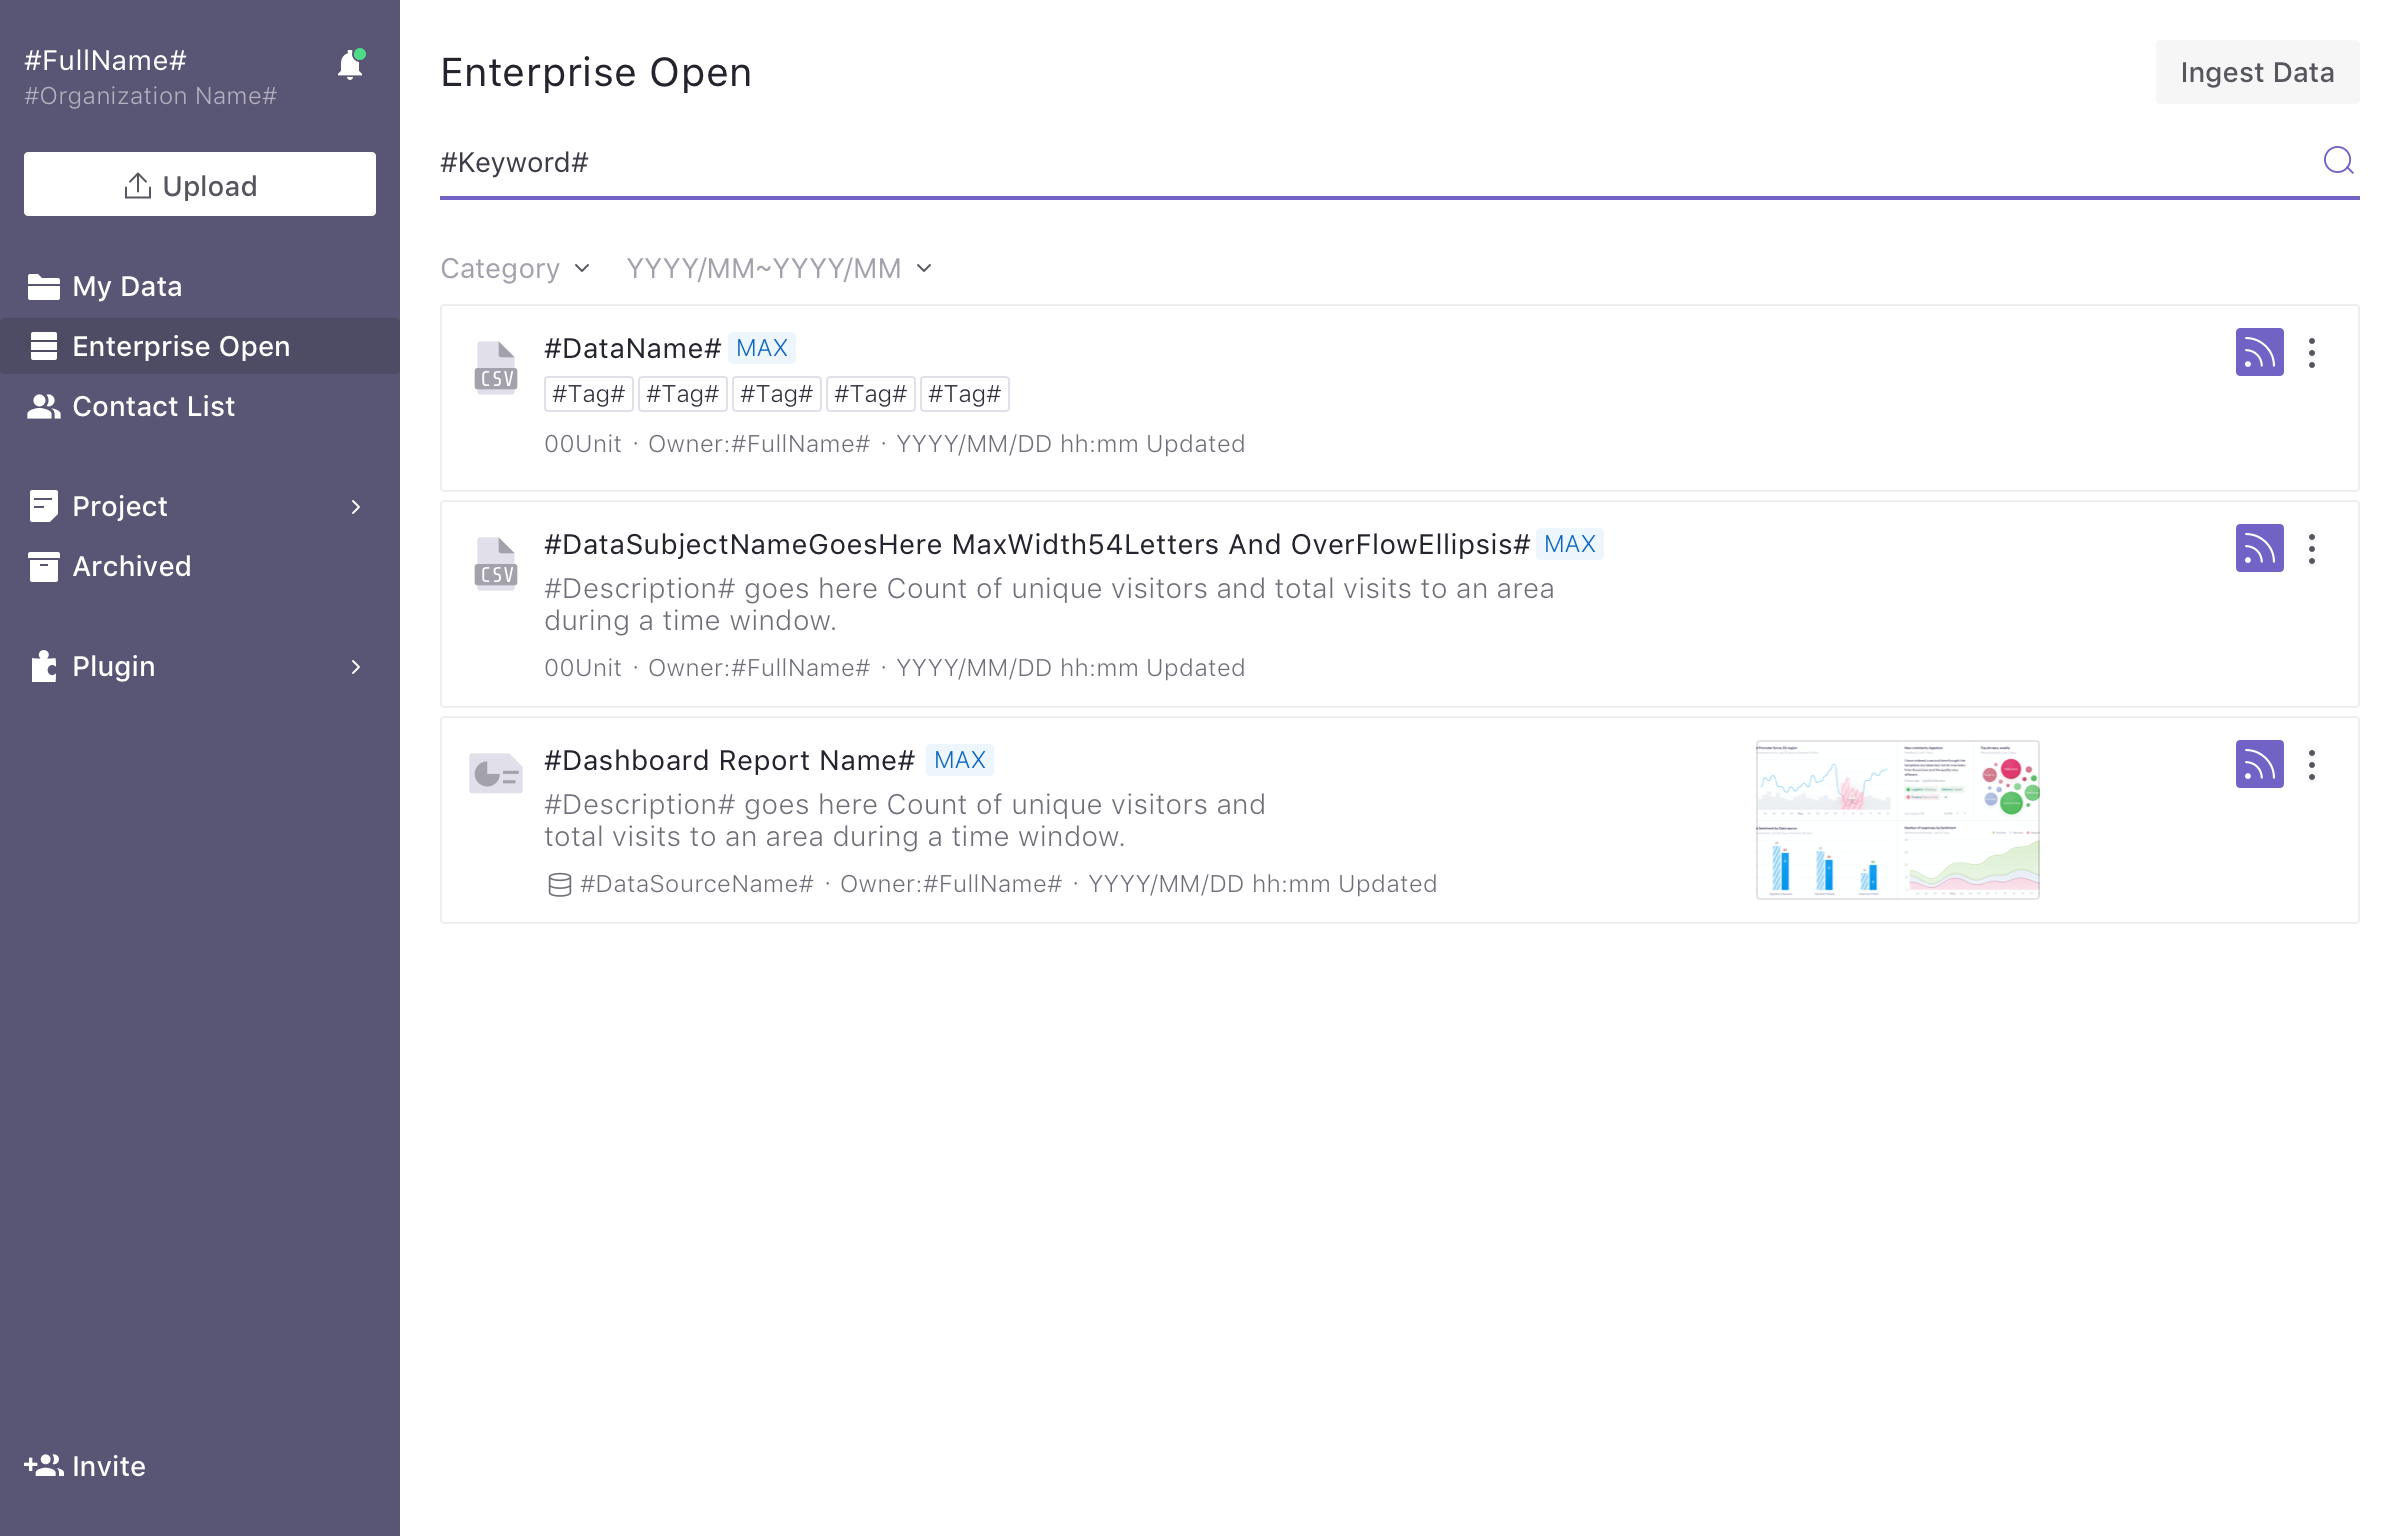 #FullName#
#Organization Name#
Upload
My Data
Enterprise Open
Contact List
Project
Archived
Plugin
Invite
Enterprise Open
Ingest Data
#Keyword#
Category
YYYY/MM~YYYY/MM
CSV
#DataName# MAX
#Tag# #Tag# #Tag# #Tag# #Tag#
00Unit · Owner:#FullName# · YYYY/MM/DD hh:mm Updated
CSV
#DataSubjectNameGoesHere MaxWidth54Letters And OverFlowEllipsis# MAX
#Description# goes here Count of unique visitors and total visits to an area
during a time window.
00Unit · Owner:#FullName# · YYYY/MM/DD hh:mm Updated
#Dashboard Report Name# MAX
#Description# goes here Count of unique visitors and
total visits to an area during a time window.
#DataSourceName# · Owner:#FullName# · YYYY/MM/DD hh:mm Updated